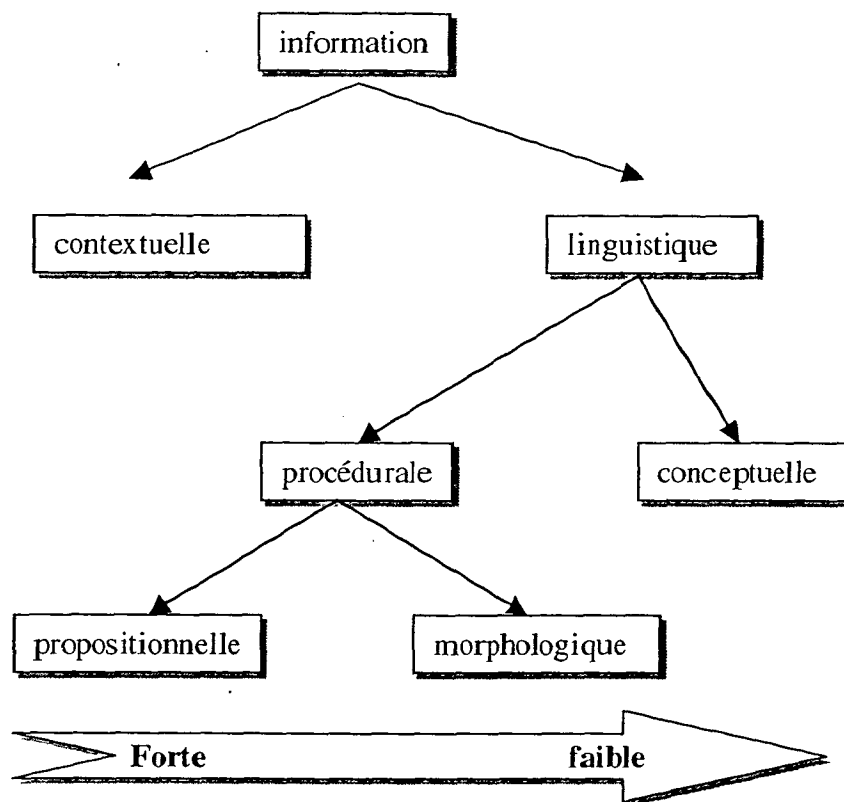 information
contextuelle
linguistique
procédurale
conceptuelle
propositionnelle
morphologique
Forte faible